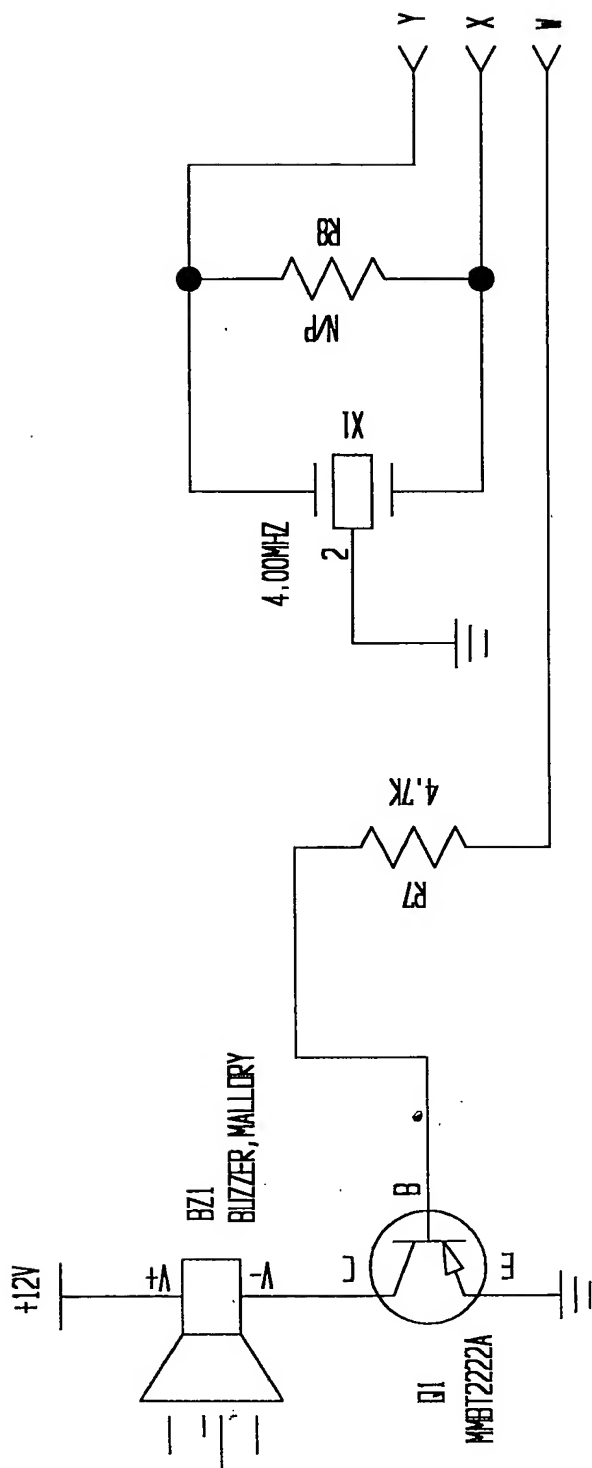 Y
X
W
R8
N/P
X1
4.00MHZ
2
4.7K
R7
BZ1
BUZZER,MALLORY
+12V
V+
V-
C
B
E
Q1
MMBT2222A